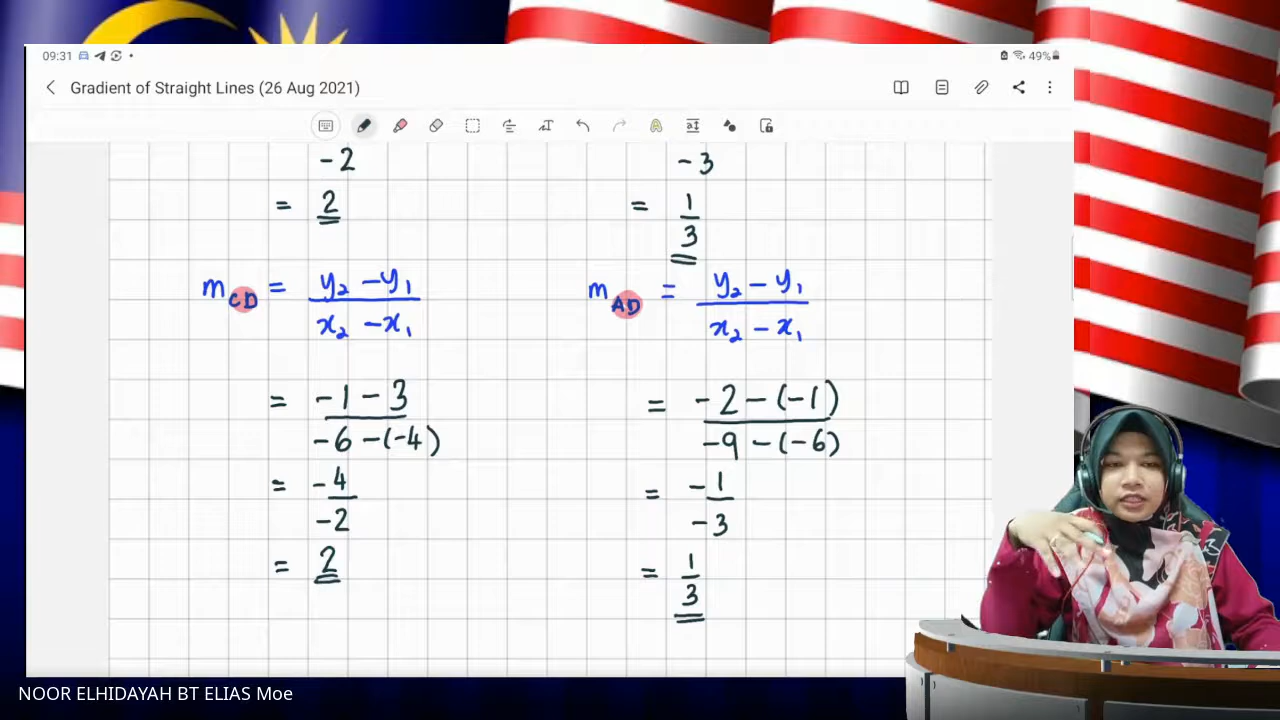 09:31
49%
Gradient of Straight Lines (26 Aug 2021)
-2
= 2
m CD = y2 - y1
x2 - x1
= -1 - 3
-6 - (-4)
= -4
-2
= 2
-3
= 1
3
m AD = y2 - y1
x2 - x1
= -2 - (-1)
-9 - (-6)
= -1
-3
= 1
3
NOOR ELHIDAYAH BT ELIAS Moe